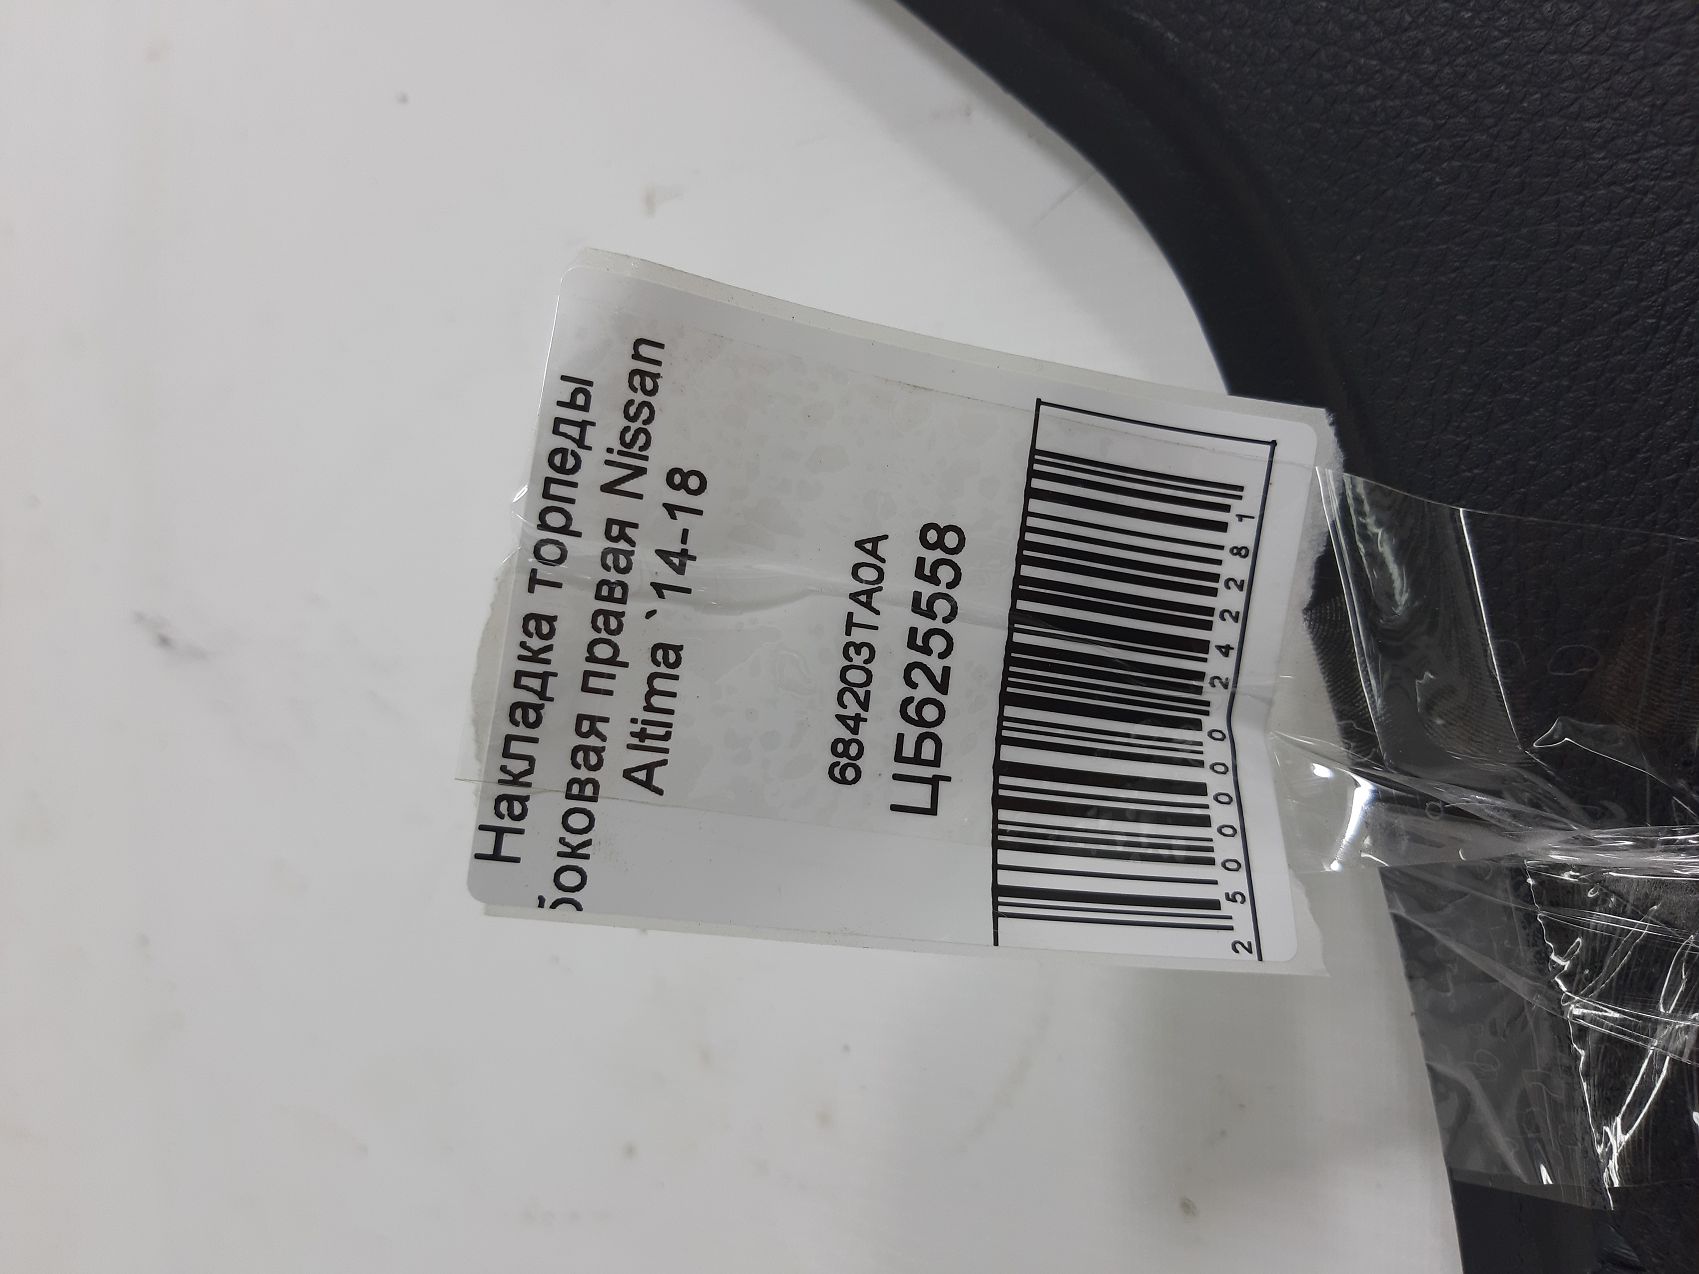 Накладка торпеды
боковая правая Nissan
Altima `14-18
684203TA0A
ЦБ625558
2500000242281